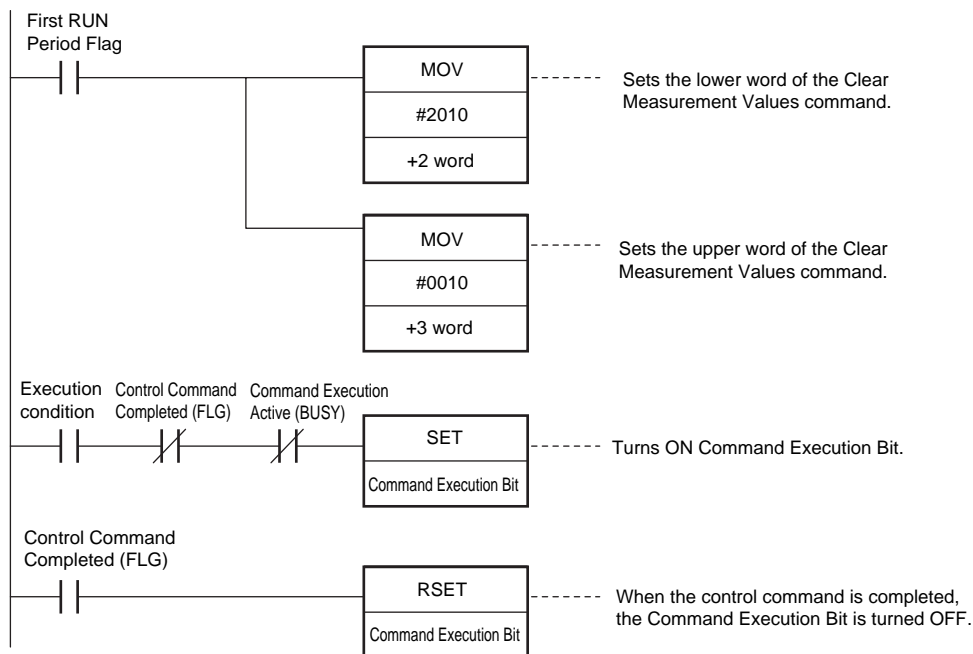 First RUN
Period Flag
MOV
#2010
+2 word
Sets the lower word of the Clear
Measurement Values command.
MOV
#0010
+3 word
Sets the upper word of the Clear
Measurement Values command.
Execution
condition
Control Command
Completed (FLG)
Command Execution
Active (BUSY)
SET
Command Execution Bit
Turns ON Command Execution Bit.
Control Command
Completed (FLG)
RSET
Command Execution Bit
When the control command is completed,
the Command Execution Bit is turned OFF.